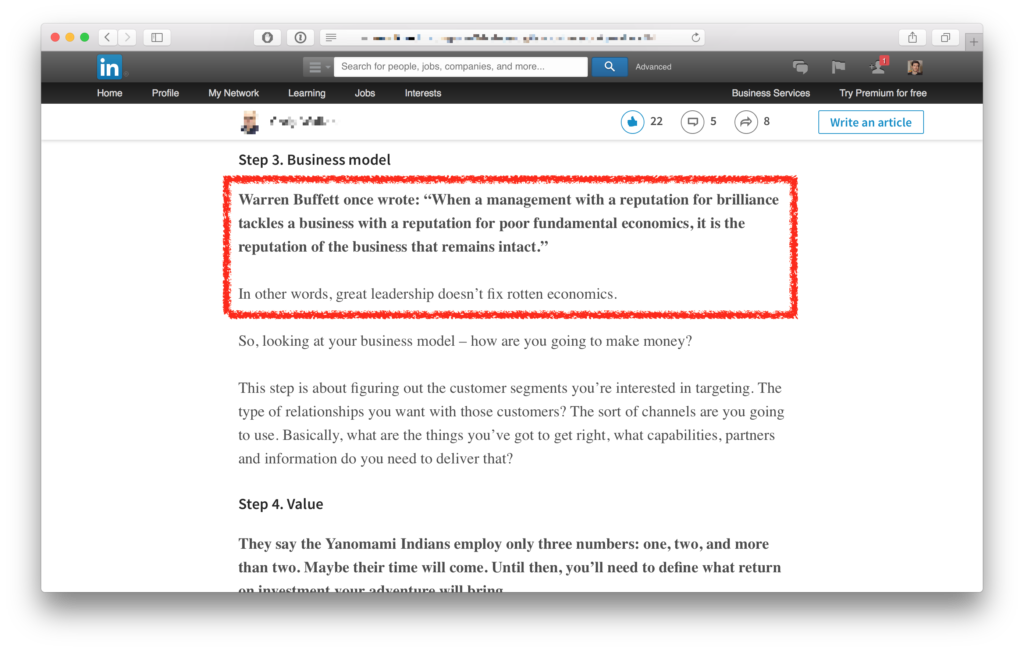 in
Search for people, jobs, companies, and more...
Advanced
1
Home Profile My Network Learning Jobs Interests Business Services Try Premium for free
22 5 8 Write an article
Step 3. Business model
Warren Buffett once wrote: “When a management with a reputation for brilliance
tackles a business with a reputation for poor fundamental economics, it is the
reputation of the business that remains intact.”
In other words, great leadership doesn’t fix rotten economics.
So, looking at your business model – how are you going to make money?
This step is about figuring out the customer segments you’re interested in targeting. The
type of relationships you want with those customers? The sort of channels are you going
to use. Basically, what are the things you’ve got to get right, what capabilities, partners
and information do you need to deliver that?
Step 4. Value
They say the Yanomami Indians employ only three numbers: one, two, and more
than two. Maybe their time will come. Until then, you’ll need to define what return
on investment your adventure will bring